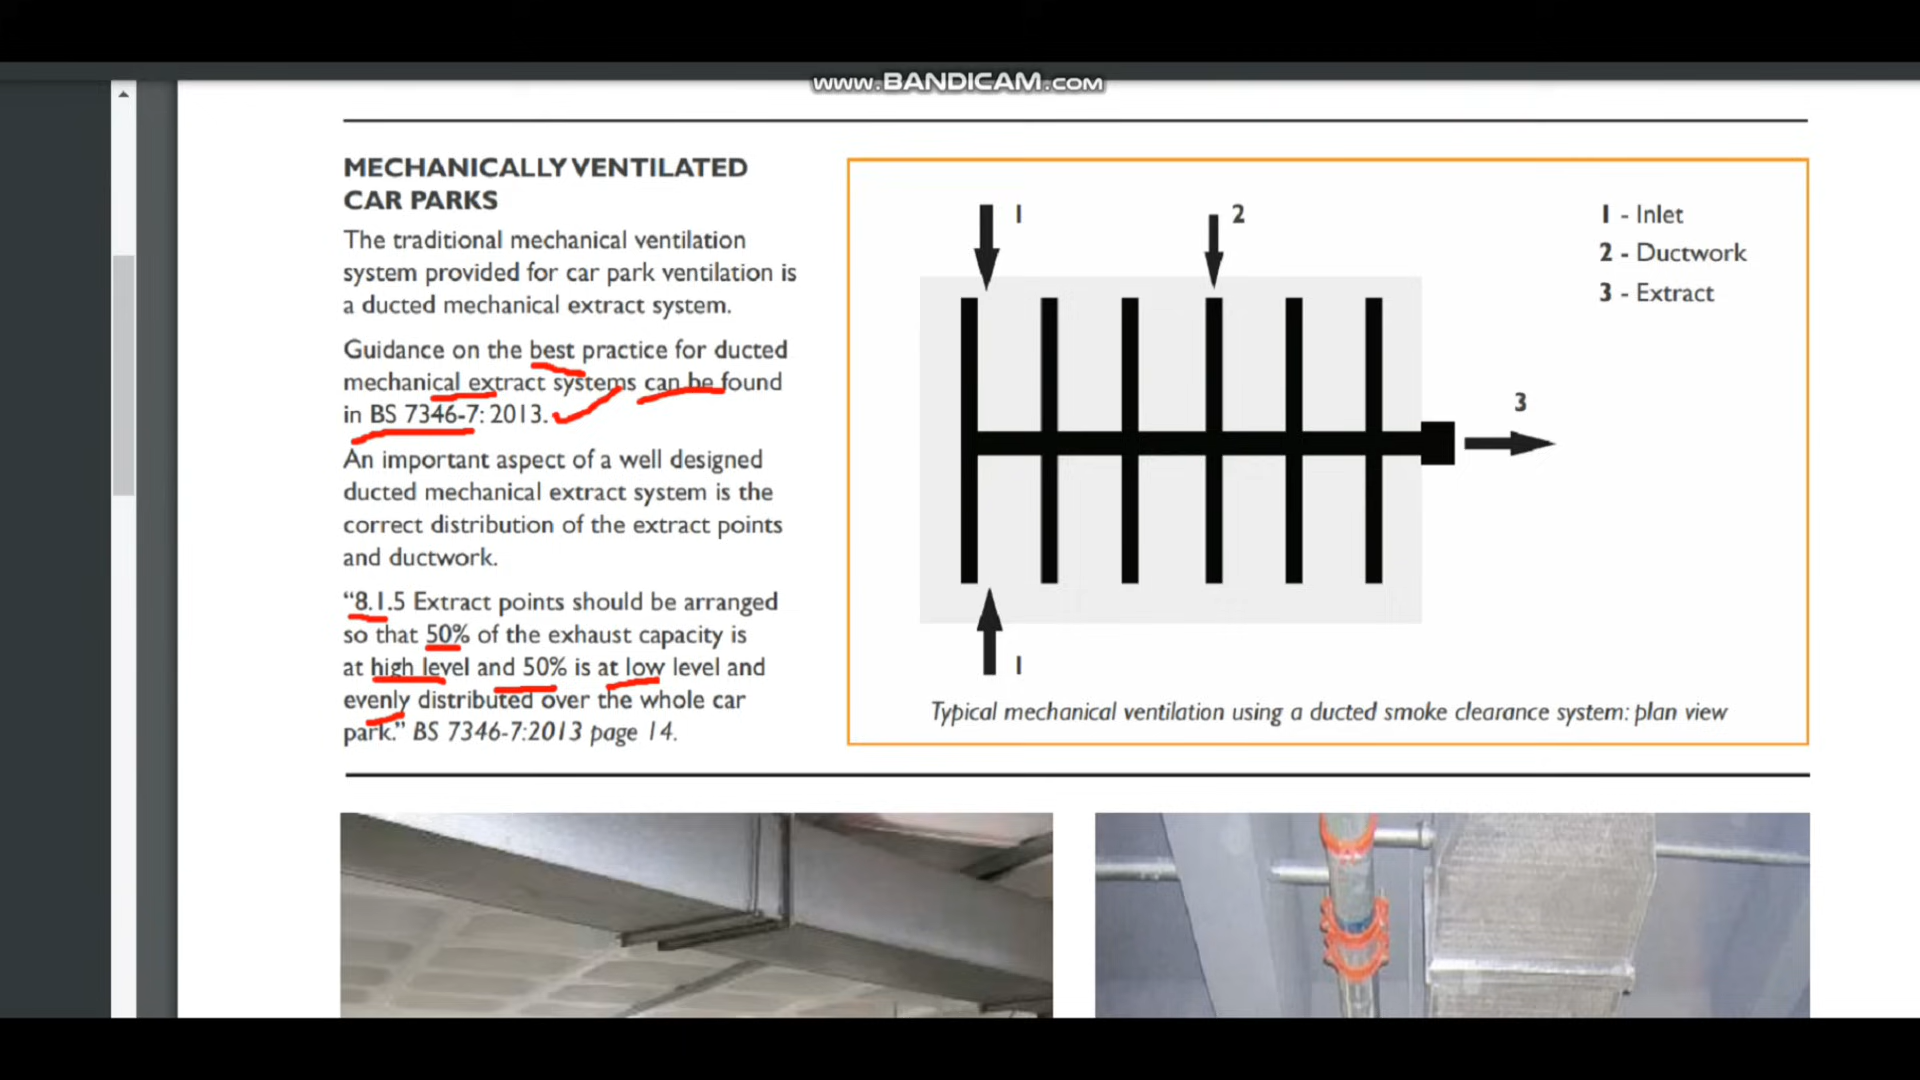 www.BANDICAM.com
MECHANICALLY VENTILATED
CAR PARKS
The traditional mechanical ventilation
system provided for car park ventilation is
a ducted mechanical extract system.
Guidance on the best practice for ducted
mechanical extract systems can be found
in BS 7346-7: 2013.
An important aspect of a well designed
ducted mechanical extract system is the
correct distribution of the extract points
and ductwork.
“8.1.5 Extract points should be arranged
so that 50% of the exhaust capacity is
at high level and 50% is at low level and
evenly distributed over the whole car
park.” BS 7346-7:2013 page 14.
1
2
1 - Inlet
2 - Ductwork
3 - Extract
3
1
Typical mechanical ventilation using a ducted smoke clearance system: plan view